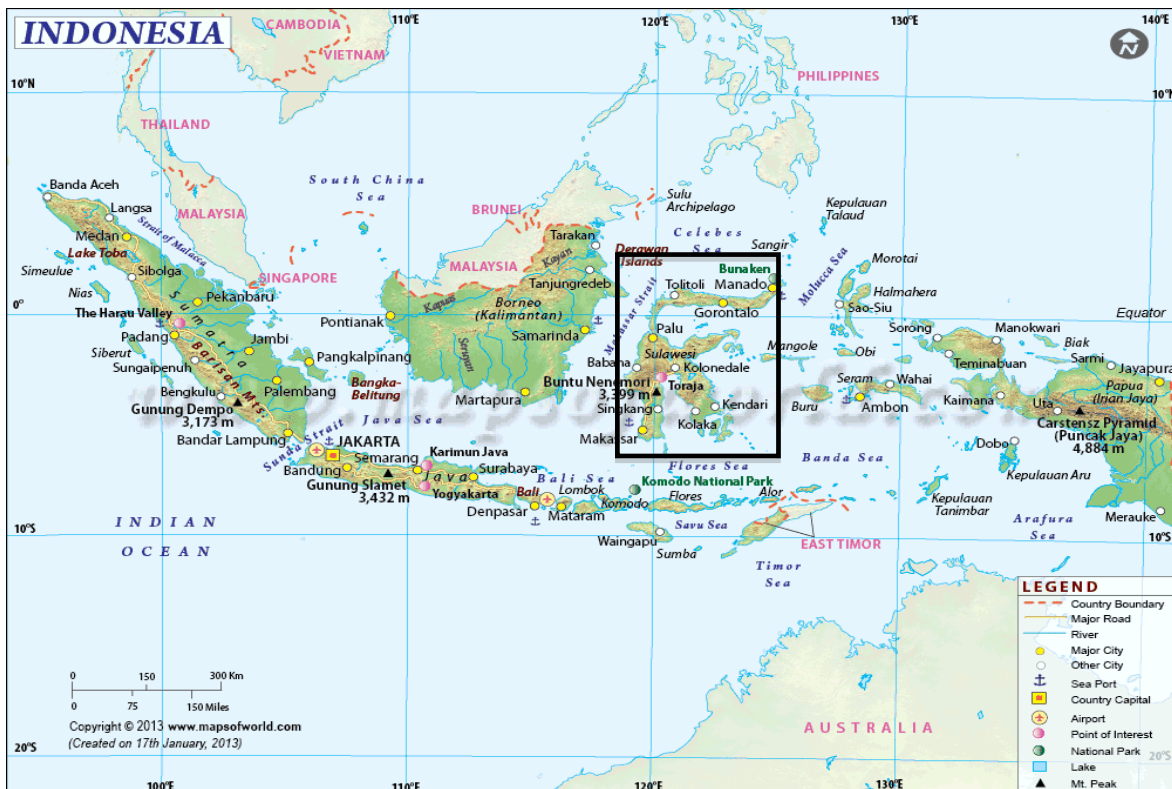 INDONESIA
110°E
120°E
130°E
140°E
CAMBODIA
VIETNAM
PHILIPPINES
N
10°N
10°N
THAILAND
South China
Sea
Banda Aceh
Langsa
MALAYSIA
BRUNEI
Sulu
Archipelago
Kepulauan
Talaud
Medan
Strait of Malacca
Lake Toba
Tarakan
Celebes
Sea
Sangir
Simeulue
Sibolga
SINGAPORE
MALAYSIA
Kayan
Derawan
Islands
Bunaken
Morotai
Nias
Pekanbaru
Tanjungredeb
Tolitoli
Manado
Molucca Sea
Halmahera
0°
The Harau Valley
Sumatra
Kapuas
Borneo
(Kalimantan)
Makassar Strait
Gorontalo
Sao-Siu
Equator
0°
Pontianak
Padang
Jambi
Samarinda
Palu
Sorong
Manokwari
Siberut
Barisan Mts.
Pangkalpinang
Seruyan
Babana
Sulawesi
Kolonedale
Mangole
Obi
Teminabuan
Biak
Sarmi
Jayapura
Sungaipenuh
Bengkulu
Palembang
Bangka-
Belitung
Martapura
Buntu Nenemori
3,399 m
Toraja
Seram
Wahai
Kaimana
Papua
(Irian Jaya)
Gunung Dempo
3,173 m
Java Sea
Singkang
Kendari
Buru
Ambon
Uta
Carstensz Pyramid
(Puncak Jaya)
4,884 m
Bandar Lampung
Sunda Strait
JAKARTA
Makassar
Kolaka
Dobo
Semarang
Karimun Java
Flores Sea
Banda Sea
Kepulauan Aru
Bandung
Java
Surabaya
Bali Sea
Komodo National Park
Gunung Slamet
3,432 m
Yogyakarta
Bali
Lombok
Komodo
Flores
Alor
Kepulauan
Tanimbar
Denpasar
Mataram
Merauke
INDIAN
OCEAN
Waingapu
Sumba
Savu Sea
EAST TIMOR
Arafura
Sea
10°S
10°S
Timor
Sea
LEGEND
Country Boundary
Major Road
River
Major City
Other City
Sea Port
Country Capital
Airport
Point of Interest
National Park
Lake
Mt. Peak
0 150 300 Km
0 75 150 Miles
Copyright © 2013 www.mapsofworld.com
(Created on 17th January, 2013)
AUSTRALIA
20°S
20°S
100°E
110°E
120°E
130°E
140°E